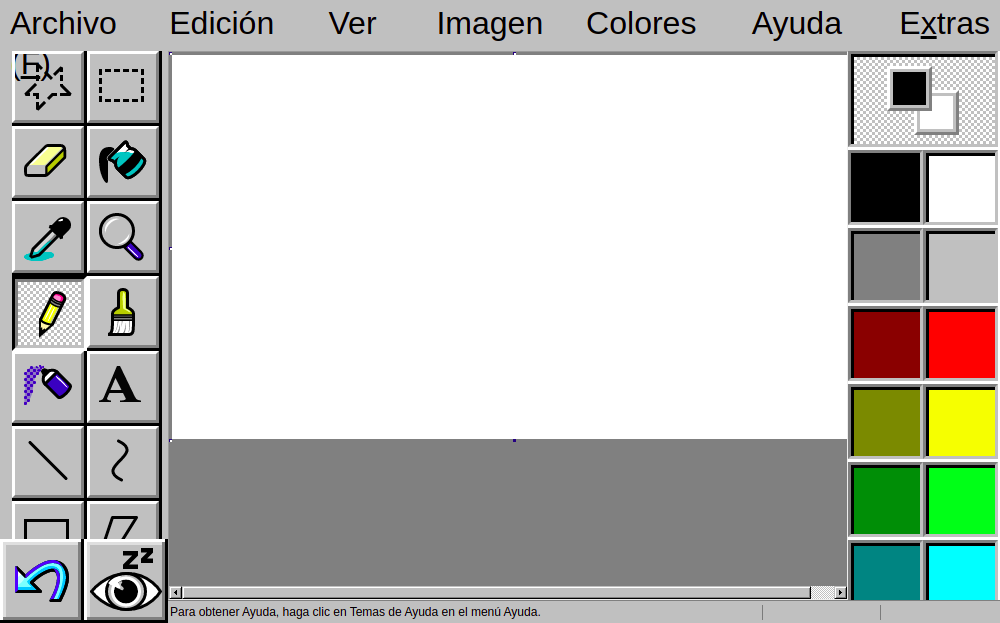 Archivo (F) Edición Ver Imagen Colores Ayuda Extras
A
zz
Para obtener Ayuda, haga clic en Temas de Ayuda en el menú Ayuda.